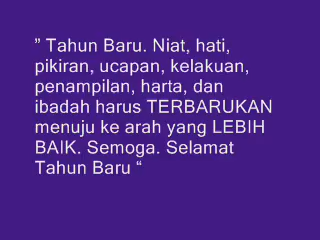 ” Tahun Baru. Niat, hati,
pikiran, ucapan, kelakuan,
penampilan, harta, dan
ibadah harus TERBARUKAN
menuju ke arah yang LEBIH
BAIK. Semoga. Selamat
Tahun Baru “